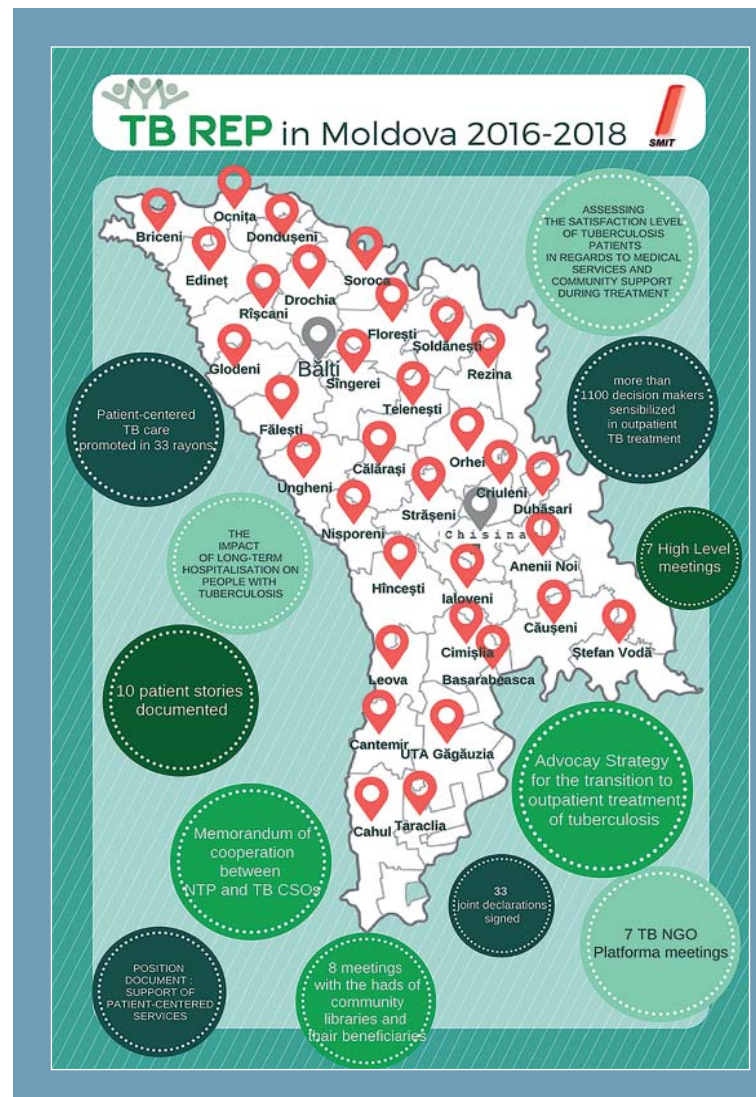 TB REP in Moldova 2016-2018
SMIT
Ocnița
Briceni
Dondușeni
Edineț
Soroca
Drochia
Rîșcani
Florești
Șoldănești
Glodeni
Bălți
Sîngerei
Rezina
Telenești
Fălești
Orhei
Călărași
Ungheni
Criuleni
Dubăsari
Strășeni
Nisporeni
Chisina
Anenii Noi
Hîncești
Ialoveni
Căușeni
Cimișlia
Ștefan Vodă
Leova
Basarabeasca
Cantemir
UTA Găgăuzia
Cahul
Taraclia
ASSESSING
THE SATISFACTION LEVEL
OF TUBERCULOSIS
PATIENTS
IN REGARDS TO MEDICAL
SERVICES AND
COMMUNITY SUPPORT
DURING TREATMENT
more than
1100 decision makers
sensibilized
in outpatient
TB treatment
Patient-centered
TB care
promoted in 33 rayons
THE
IMPACT
OF LONG-TERM
HOSPITALISATION ON
PEOPLE WITH
TUBERCULOSIS
7 High Level
meetings
10 patient stories
documented
Advocay Strategy
for the transition to
outpatient treatment
of tuberculosis
Memorandum of
cooperation
between
NTP and TB CSOs
33
joint declarations
signed
7 TB NGO
Platforma meetings
POSITION
DOCUMENT :
SUPPORT OF
PATIENT-CENTERED
SERVICES
8 meetings
with the hads of
community
libraries and
thair beneficiaries